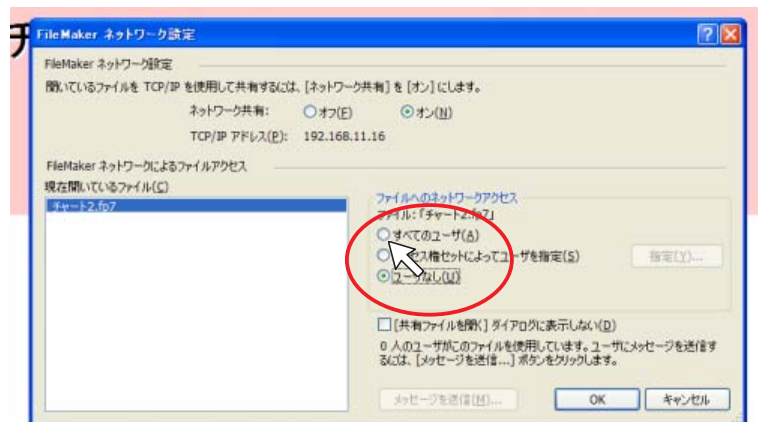 FileMaker ネットワーク設定
FileMaker ネットワーク設定
開いているファイルを TCP/IP を使用して共有するには、[ネットワーク共有] を [オン] にします。
ネットワーク共有: オフ(F) オン(N)
TCP/IP アドレス(P): 192.168.11.16
FileMaker ネットワークによるファイルアクセス
現在開いているファイル(C)
チャート2.fp7
ファイルへのネットワークアクセス
ファイル:「チャート2.fp7」
すべてのユーザ(A)
セス権セットによってユーザを指定(S) 指定(Y)...
ユーザなし(U)
[共有ファイルを開く] ダイアログに表示しない(D)
0 人のユーザがこのファイルを使用しています。ユーザにメッセージを送信す
るには、[メッセージを送信...] ボタンをクリックします。
メッセージを送信(M)... OK キャンセル